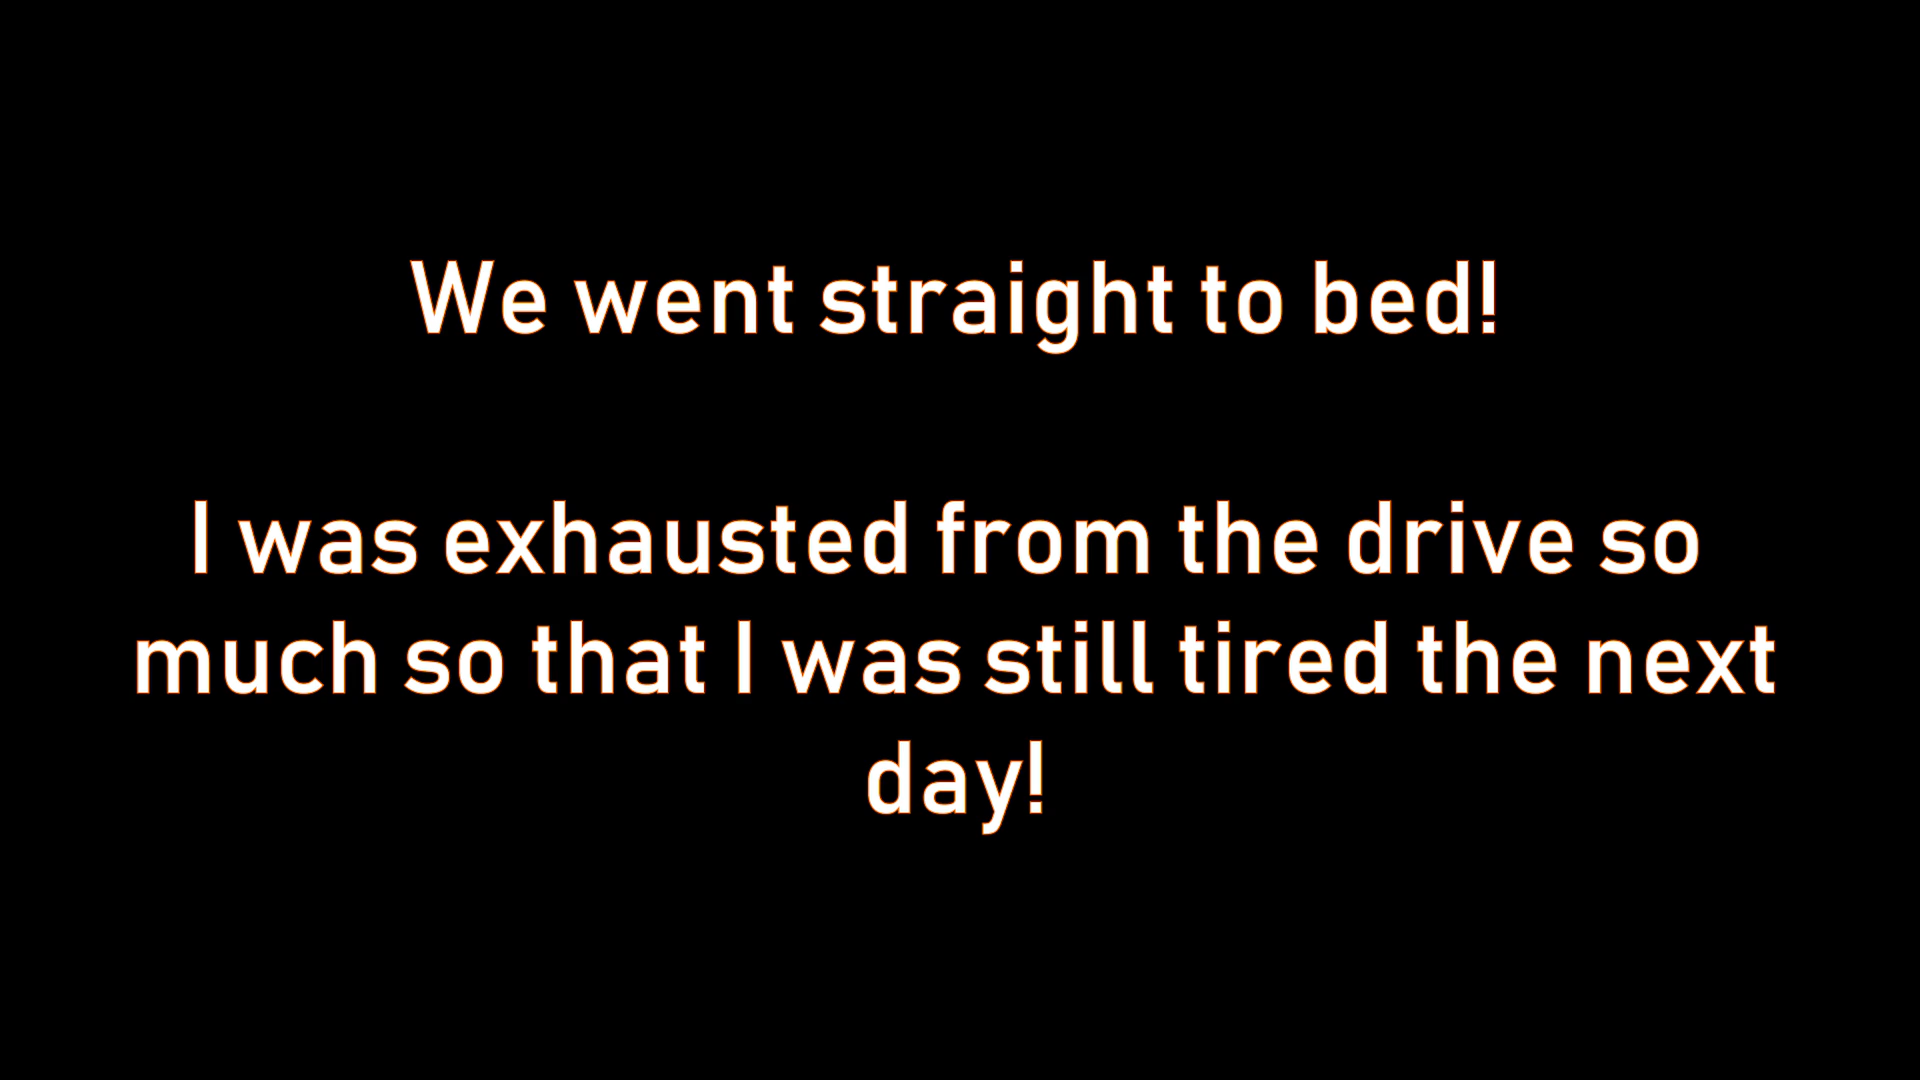 We went straight to bed!
I was exhausted from the drive so
much so that I was still tired the next
day!